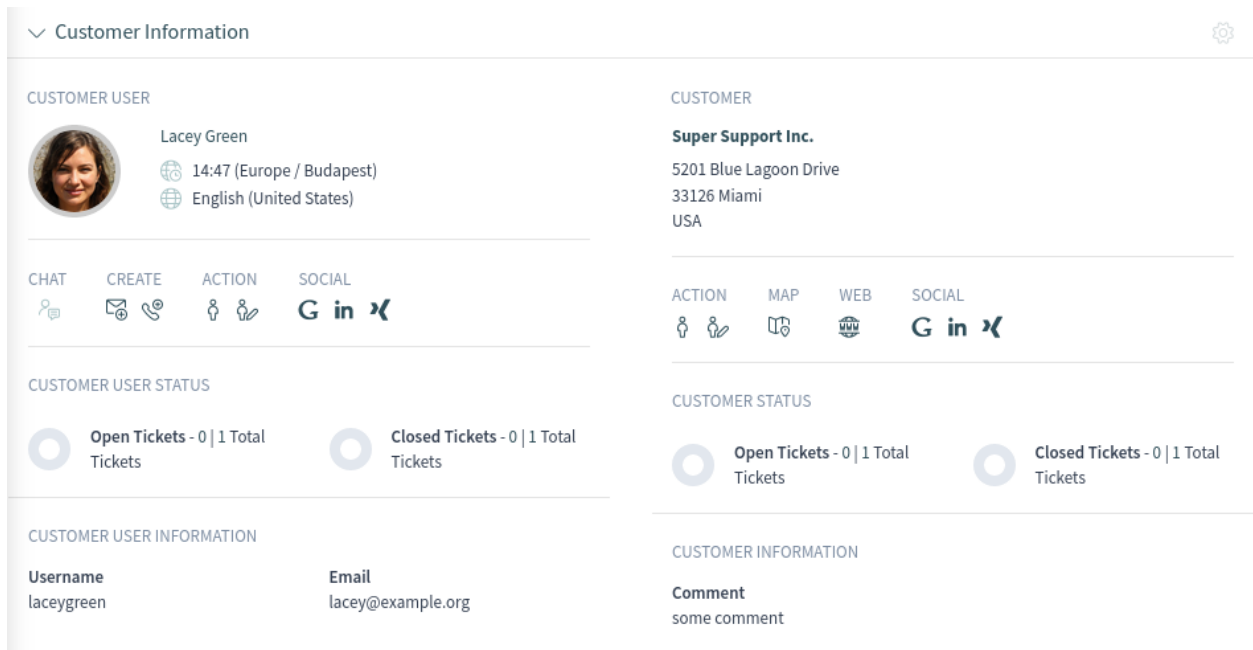 Customer Information
CUSTOMER USER
Lacey Green
14:47 (Europe / Budapest)
English (United States)
CHAT CREATE ACTION SOCIAL
G in
CUSTOMER USER STATUS
Open Tickets - 0 | 1 Total
Tickets
Closed Tickets - 0 | 1 Total
Tickets
CUSTOMER USER INFORMATION
Username
laceygreen
Email
lacey@example.org
CUSTOMER
Super Support Inc.
5201 Blue Lagoon Drive
33126 Miami
USA
ACTION MAP WEB SOCIAL
www G in
CUSTOMER STATUS
Open Tickets - 0 | 1 Total
Tickets
Closed Tickets - 0 | 1 Total
Tickets
CUSTOMER INFORMATION
Comment
some comment